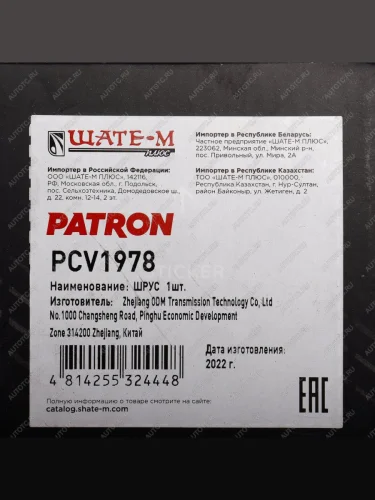 ШАТЕ-М
ПЛЮС
Импортер в Республике Беларусь:
Частное предприятие «ШАТЕ-М ПЛЮС»,
223062, Минская обл., Минский р-н,
пос. Привольный, ул. Мира, 2А
Импортер в Российской Федерации:
ООО «ШАТЕ-М ПЛЮС», 142116,
РФ, Московская обл., г. Подольск,
пос. Сельхозтехника, Домодедовское ш.,
д. 22, комн. 12-14, 2 эт.
Импортер в Республике Казахстан:
ТОО «ШАТЕ-М ПЛЮС», 010000,
Республика Казахстан, г. Нур-Султан,
район Байконыр, ул. Жетиген, д. 2
PATRON
PCV1978
Наименование: ШРУС 1шт.
Изготовитель: Zhejiang ODM Transmission Technology Co.,Ltd
No.1000 Changsheng Road, Pinghu Economic Development
Zone 314200 Zhejiang, Китай
4 814255 324448
Дата изготовления:
2022 г.
EAC
Подробную информацию о товаре смотрите на сайте
catalog.shate-m.com